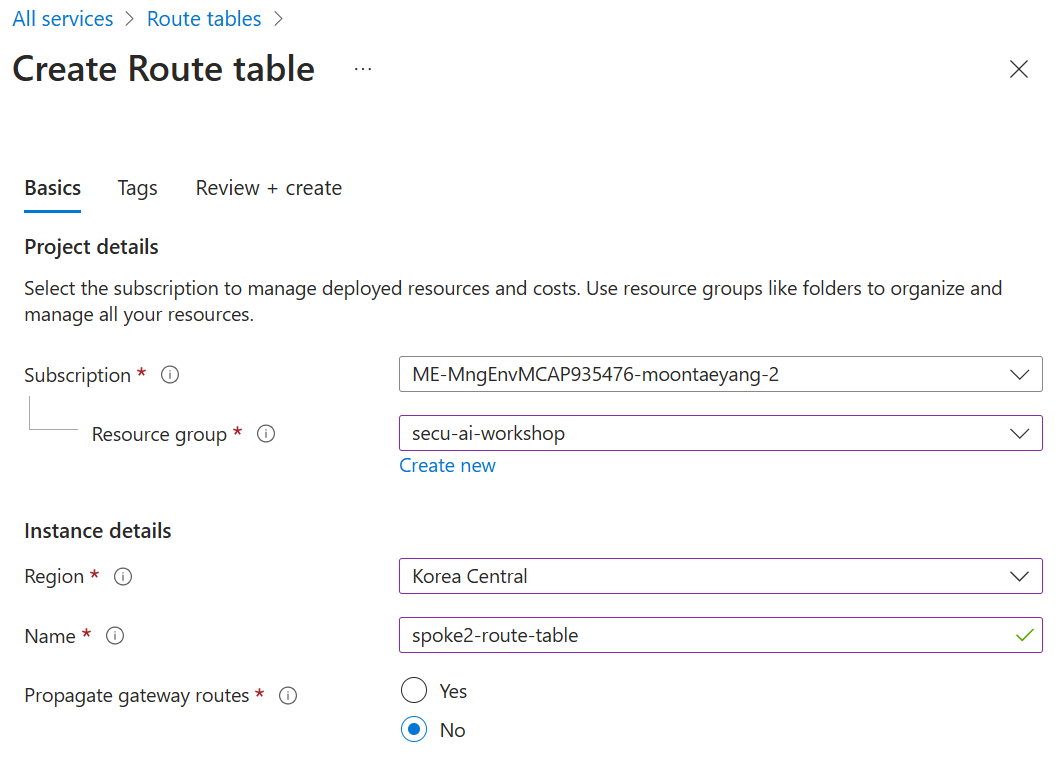 All services > Route tables >
Create Route table ...
Basics Tags Review + create
Project details
Select the subscription to manage deployed resources and costs. Use resource groups like folders to organize and
manage all your resources.
Subscription * ME-MngEnvMCAP935476-moontaeyang-2
Resource group * secu-ai-workshop
Create new
Instance details
Region * Korea Central
Name * spoke2-route-table
Propagate gateway routes * Yes
No